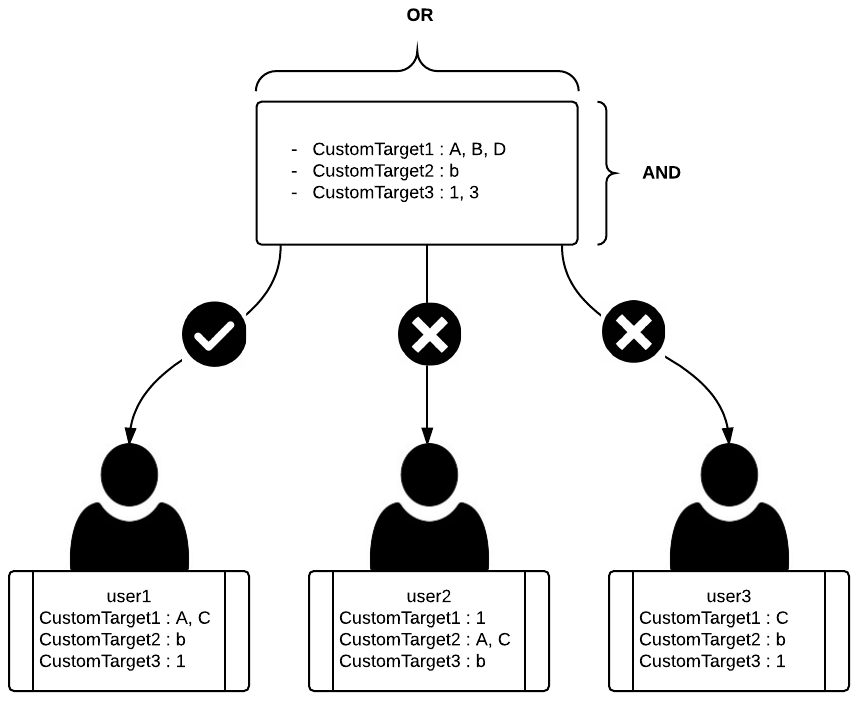 OR
- CustomTarget1 : A, B, D
- CustomTarget2 : b
- CustomTarget3 : 1, 3
AND
user1
CustomTarget1 : A, C
CustomTarget2 : b
CustomTarget3 : 1
user2
CustomTarget1 : 1
CustomTarget2 : A, C
CustomTarget3 : b
user3
CustomTarget1 : C
CustomTarget2 : b
CustomTarget3 : 1